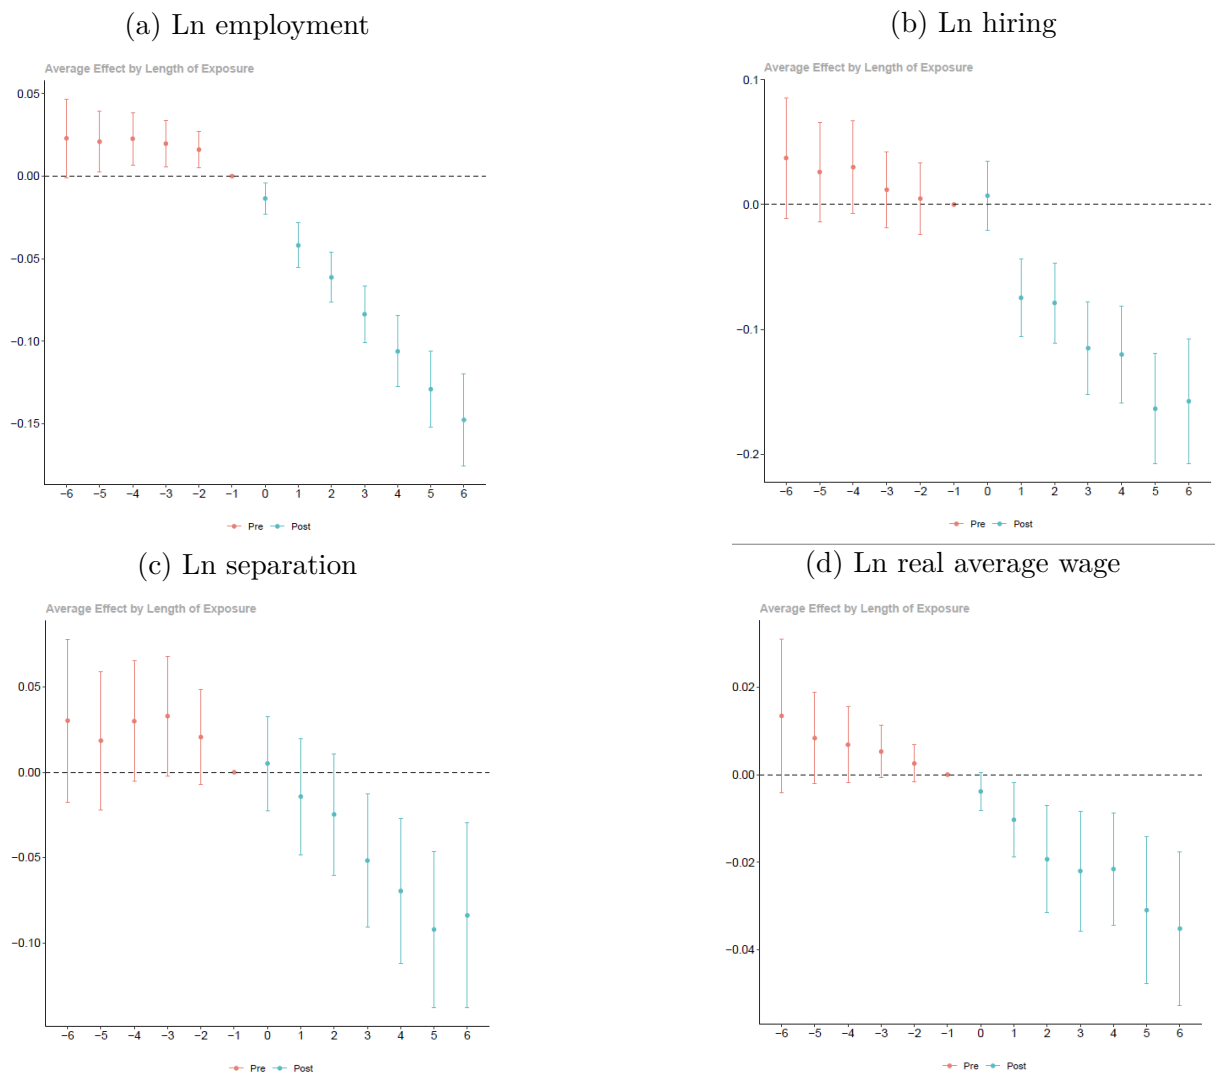 (a) Ln employment
Average Effect by Length of Exposure
0.05
0.00
−0.05
−0.10
−0.15
−6 −5 −4 −3 −2 −1 0 1 2 3 4 5 6
Pre Post
(b) Ln hiring
Average Effect by Length of Exposure
0.1
0.0
−0.1
−0.2
−6 −5 −4 −3 −2 −1 0 1 2 3 4 5 6
Pre Post
(c) Ln separation
Average Effect by Length of Exposure
0.05
0.00
−0.05
−0.10
−6 −5 −4 −3 −2 −1 0 1 2 3 4 5 6
Pre Post
(d) Ln real average wage
Average Effect by Length of Exposure
0.02
0.00
−0.02
−0.04
−6 −5 −4 −3 −2 −1 0 1 2 3 4 5 6
Pre Post